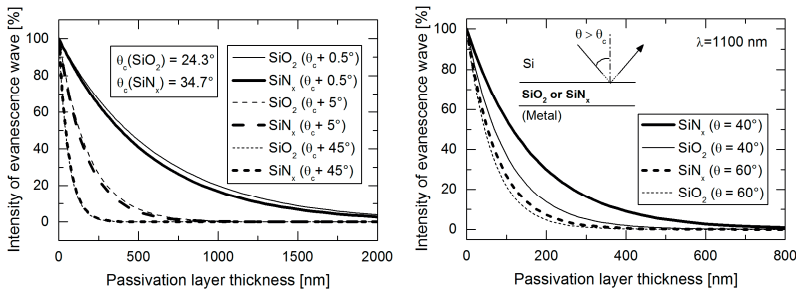 Intensity of evanescence wave [%]
100
80
60
40
20
0
θc(SiO2) = 24.3°
θc(SiNx) = 34.7°
SiO2 (θc + 0.5°)
SiNx (θc + 0.5°)
SiO2 (θc + 5°)
SiNx (θc + 5°)
SiO2 (θc + 45°)
SiNx (θc + 45°)
0 500 1000 1500 2000
Passivation layer thickness [nm]
Intensity of evanescence wave [%]
100
80
60
40
20
0
θ > θc
λ=1100 nm
Si
SiO2 or SiNx
(Metal)
SiNx (θ = 40°)
SiO2 (θ = 40°)
SiNx (θ = 60°)
SiO2 (θ = 60°)
0 200 400 600 800
Passivation layer thickness [nm]